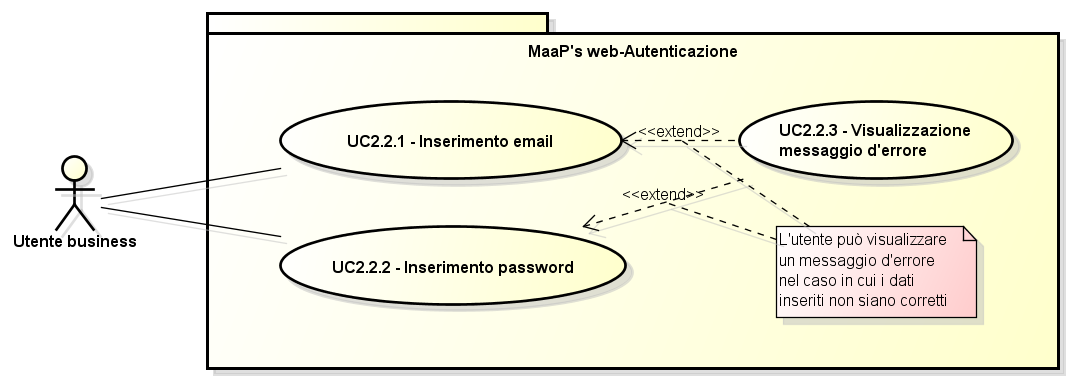 MaaP's web-Autenticazione
UC2.2.1 - Inserimento email
<<extend>>
UC2.2.3 - Visualizzazione
messaggio d'errore
<<extend>>
Utente business
UC2.2.2 - Inserimento password
L'utente può visualizzare
un messaggio d'errore
nel caso in cui i dati
inseriti non siano corretti